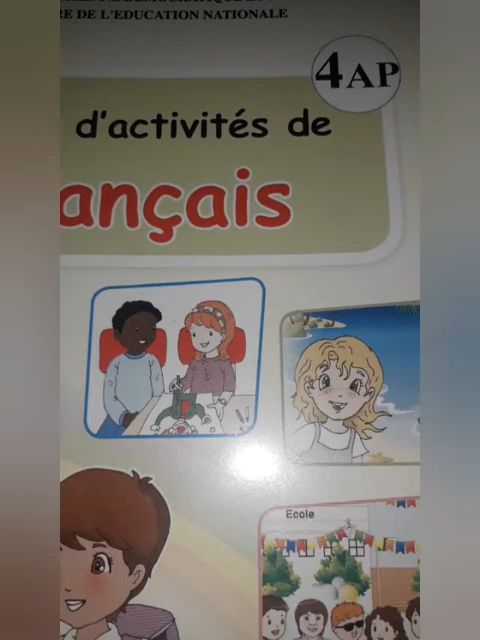 RE DE L'EDUCATION NATIONALE
4AP
d'activités de
ançais
Ecole